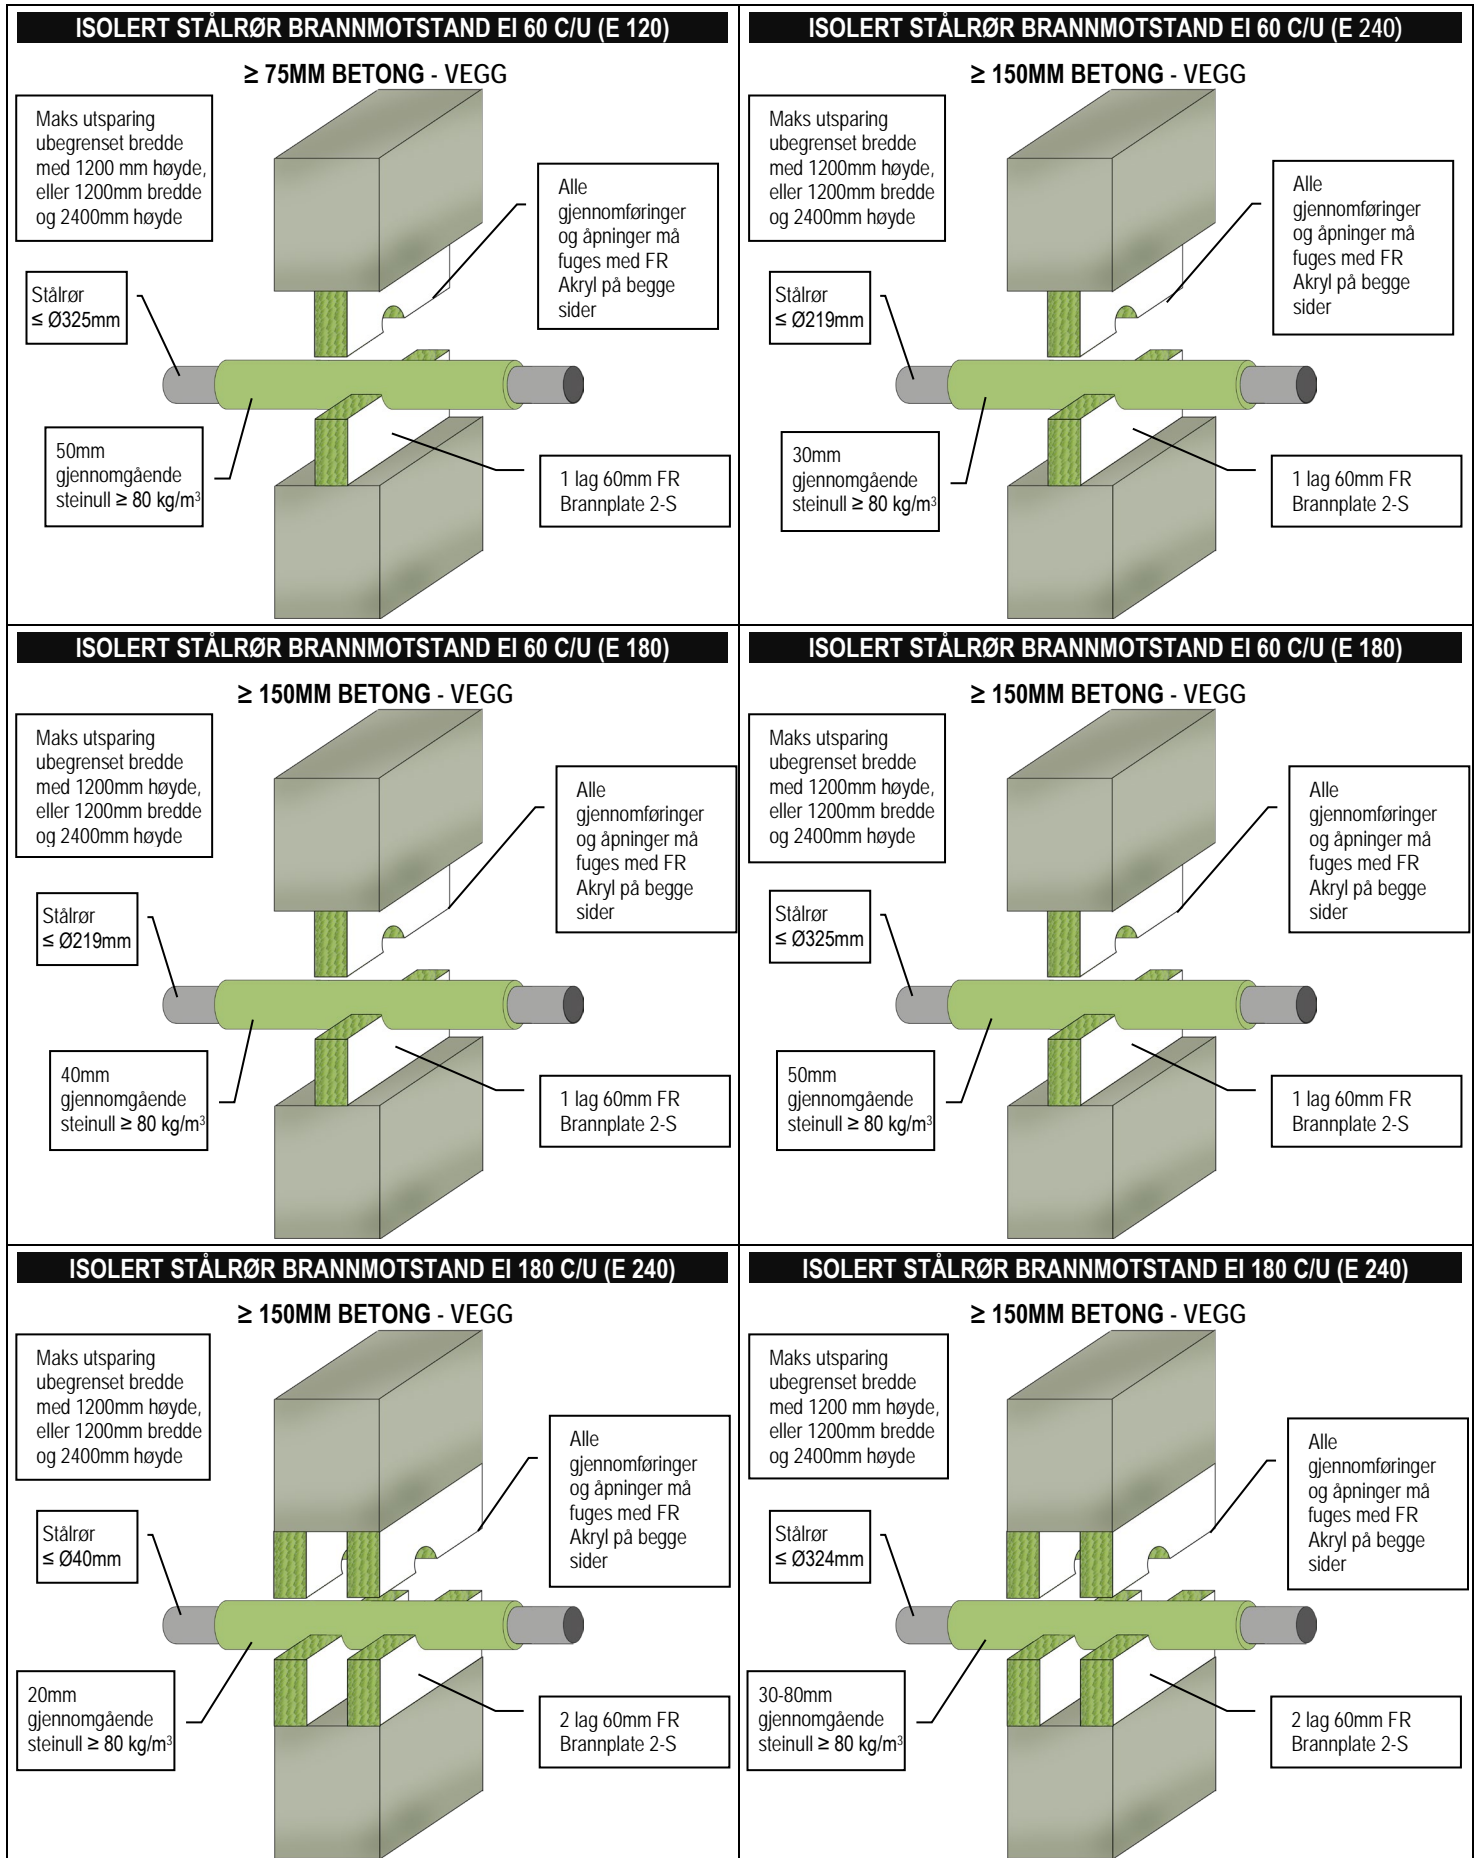 ISOLERT STÅLRØR BRANNMOTSTAND EI 60 C/U (E 120)
≥ 75MM BETONG - VEGG
Maks utsparing
ubegrenset bredde
med 1200 mm høyde,
eller 1200mm bredde
og 2400mm høyde
Alle
gjennomføringer
og åpninger må
fuges med FR
Akryl på begge
sider
Stålrør
≤ Ø325mm
50mm
gjennomgående
steinull ≥ 80 kg/m³
1 lag 60mm FR
Brannplate 2-S
ISOLERT STÅLRØR BRANNMOTSTAND EI 60 C/U (E 240)
≥ 150MM BETONG - VEGG
Maks utsparing
ubegrenset bredde
med 1200 mm høyde,
eller 1200mm bredde
og 2400mm høyde
Alle
gjennomføringer
og åpninger må
fuges med FR
Akryl på begge
sider
Stålrør
≤ Ø219mm
30mm
gjennomgående
steinull ≥ 80 kg/m³
1 lag 60mm FR
Brannplate 2-S
ISOLERT STÅLRØR BRANNMOTSTAND EI 60 C/U (E 180)
≥ 150MM BETONG - VEGG
Maks utsparing
ubegrenset bredde
med 1200mm høyde,
eller 1200mm bredde
og 2400mm høyde
Alle
gjennomføringer
og åpninger må
fuges med FR
Akryl på begge
sider
Stålrør
≤ Ø219mm
40mm
gjennomgående
steinull ≥ 80 kg/m³
1 lag 60mm FR
Brannplate 2-S
ISOLERT STÅLRØR BRANNMOTSTAND EI 60 C/U (E 180)
≥ 150MM BETONG - VEGG
Maks utsparing
ubegrenset bredde
med 1200mm høyde,
eller 1200mm bredde
og 2400mm høyde
Alle
gjennomføringer
og åpninger må
fuges med FR
Akryl på begge
sider
Stålrør
≤ Ø325mm
50mm
gjennomgående
steinull ≥ 80 kg/m³
1 lag 60mm FR
Brannplate 2-S
ISOLERT STÅLRØR BRANNMOTSTAND EI 180 C/U (E 240)
≥ 150MM BETONG - VEGG
Maks utsparing
ubegrenset bredde
med 1200mm høyde,
eller 1200mm bredde
og 2400mm høyde
Alle
gjennomføringer
og åpninger må
fuges med FR
Akryl på begge
sider
Stålrør
≤ Ø40mm
20mm
gjennomgående
steinull ≥ 80 kg/m³
2 lag 60mm FR
Brannplate 2-S
ISOLERT STÅLRØR BRANNMOTSTAND EI 180 C/U (E 240)
≥ 150MM BETONG - VEGG
Maks utsparing
ubegrenset bredde
med 1200 mm høyde,
eller 1200mm bredde
og 2400mm høyde
Alle
gjennomføringer
og åpninger må
fuges med FR
Akryl på begge
sider
Stålrør
≤ Ø324mm
30-80mm
gjennomgående
steinull ≥ 80 kg/m³
2 lag 60mm FR
Brannplate 2-S